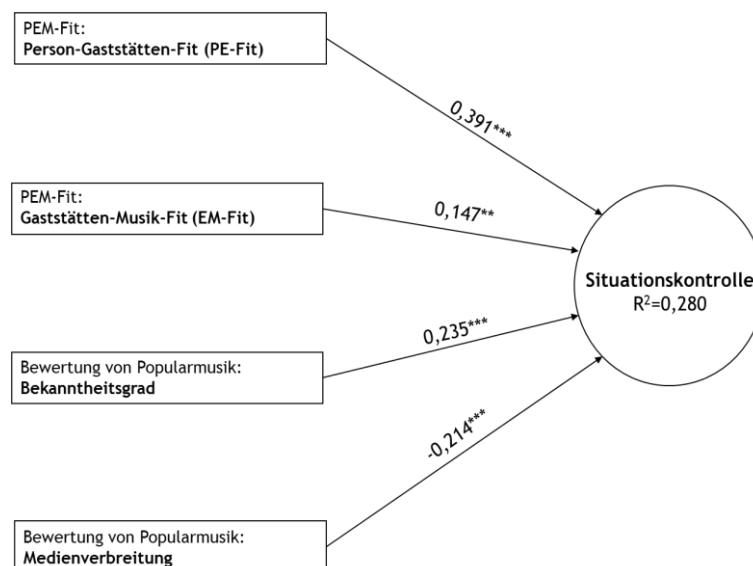 PEM-Fit:
Person-Gaststätten-Fit (PE-Fit)
0,391***
PEM-Fit:
Gaststätten-Musik-Fit (EM-Fit)
0,147**
Situationskontrolle
R²=0,280
0,235***
Bewertung von Popularmusik:
Bekanntheitsgrad
-0,214***
Bewertung von Popularmusik:
Medienverbreitung